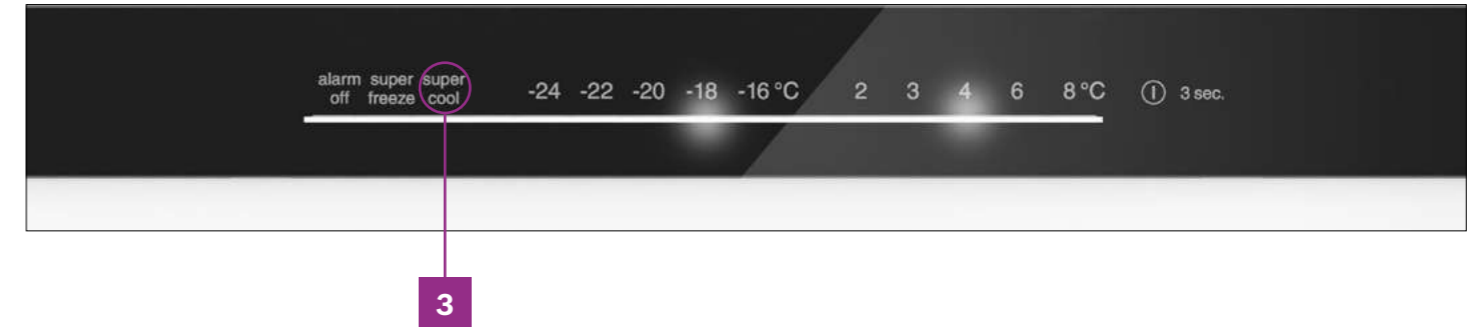 alarm super super
off freeze cool
-24 -22 -20 -18 -16 °C 2 3 4 6 8 °C 3 sec.
3